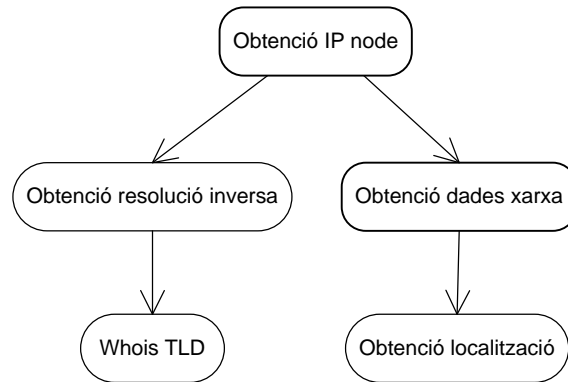 Obtenció IP node
Obtenció resolució inversa
Obtenció dades xarxa
Whois TLD
Obtenció localització